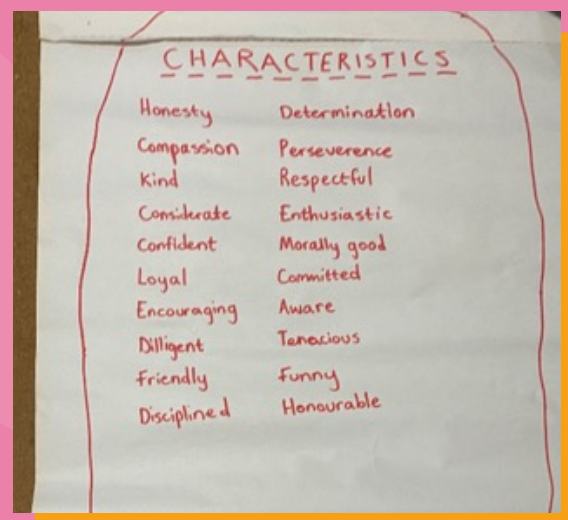 CHARACTERISTICS
Honesty Determination
Compassion Perseverence
Kind Respectful
Considerate Enthusiastic
Confident Morally good
Loyal Committed
Encouraging Aware
Dilligent Tenacious
Friendly Funny
Disciplined Honourable